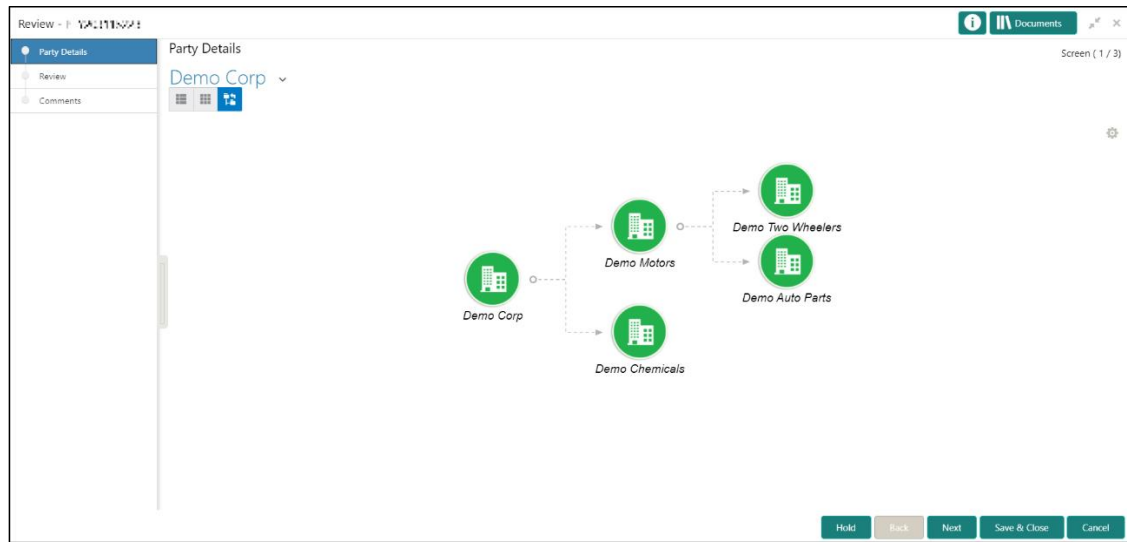 Review -
Documents
Party Details
Review
Comments
Party Details
Screen ( 1 / 3)
Demo Corp
Demo Two Wheelers
Demo Motors
Demo Auto Parts
Demo Corp
Demo Chemicals
Hold
Back
Next
Save & Close
Cancel